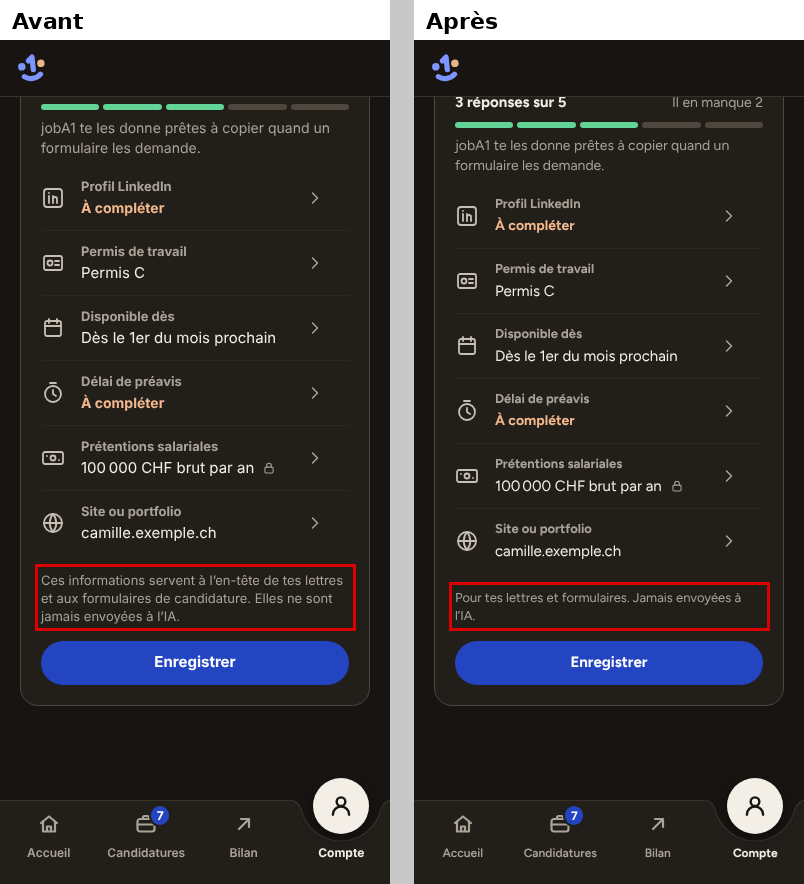 Avant
jobA1 te les donne prêtes à copier quand un
formulaire les demande.
Profil LinkedIn
À compléter
Permis de travail
Permis C
Disponible dès
Dès le 1er du mois prochain
Délai de préavis
À compléter
Prétentions salariales
100 000 CHF brut par an
Site ou portfolio
camille.exemple.ch
Ces informations servent à l’en-tête de tes lettres
et aux formulaires de candidature. Elles ne sont
jamais envoyées à l’IA.
Enregistrer
7
Accueil
Candidatures
Bilan
Compte
Après
3 réponses sur 5
Il en manque 2
jobA1 te les donne prêtes à copier quand un
formulaire les demande.
Profil LinkedIn
À compléter
Permis de travail
Permis C
Disponible dès
Dès le 1er du mois prochain
Délai de préavis
À compléter
Prétentions salariales
100 000 CHF brut par an
Site ou portfolio
camille.exemple.ch
Pour tes lettres et formulaires. Jamais envoyées à
l’IA.
Enregistrer
7
Accueil
Candidatures
Bilan
Compte